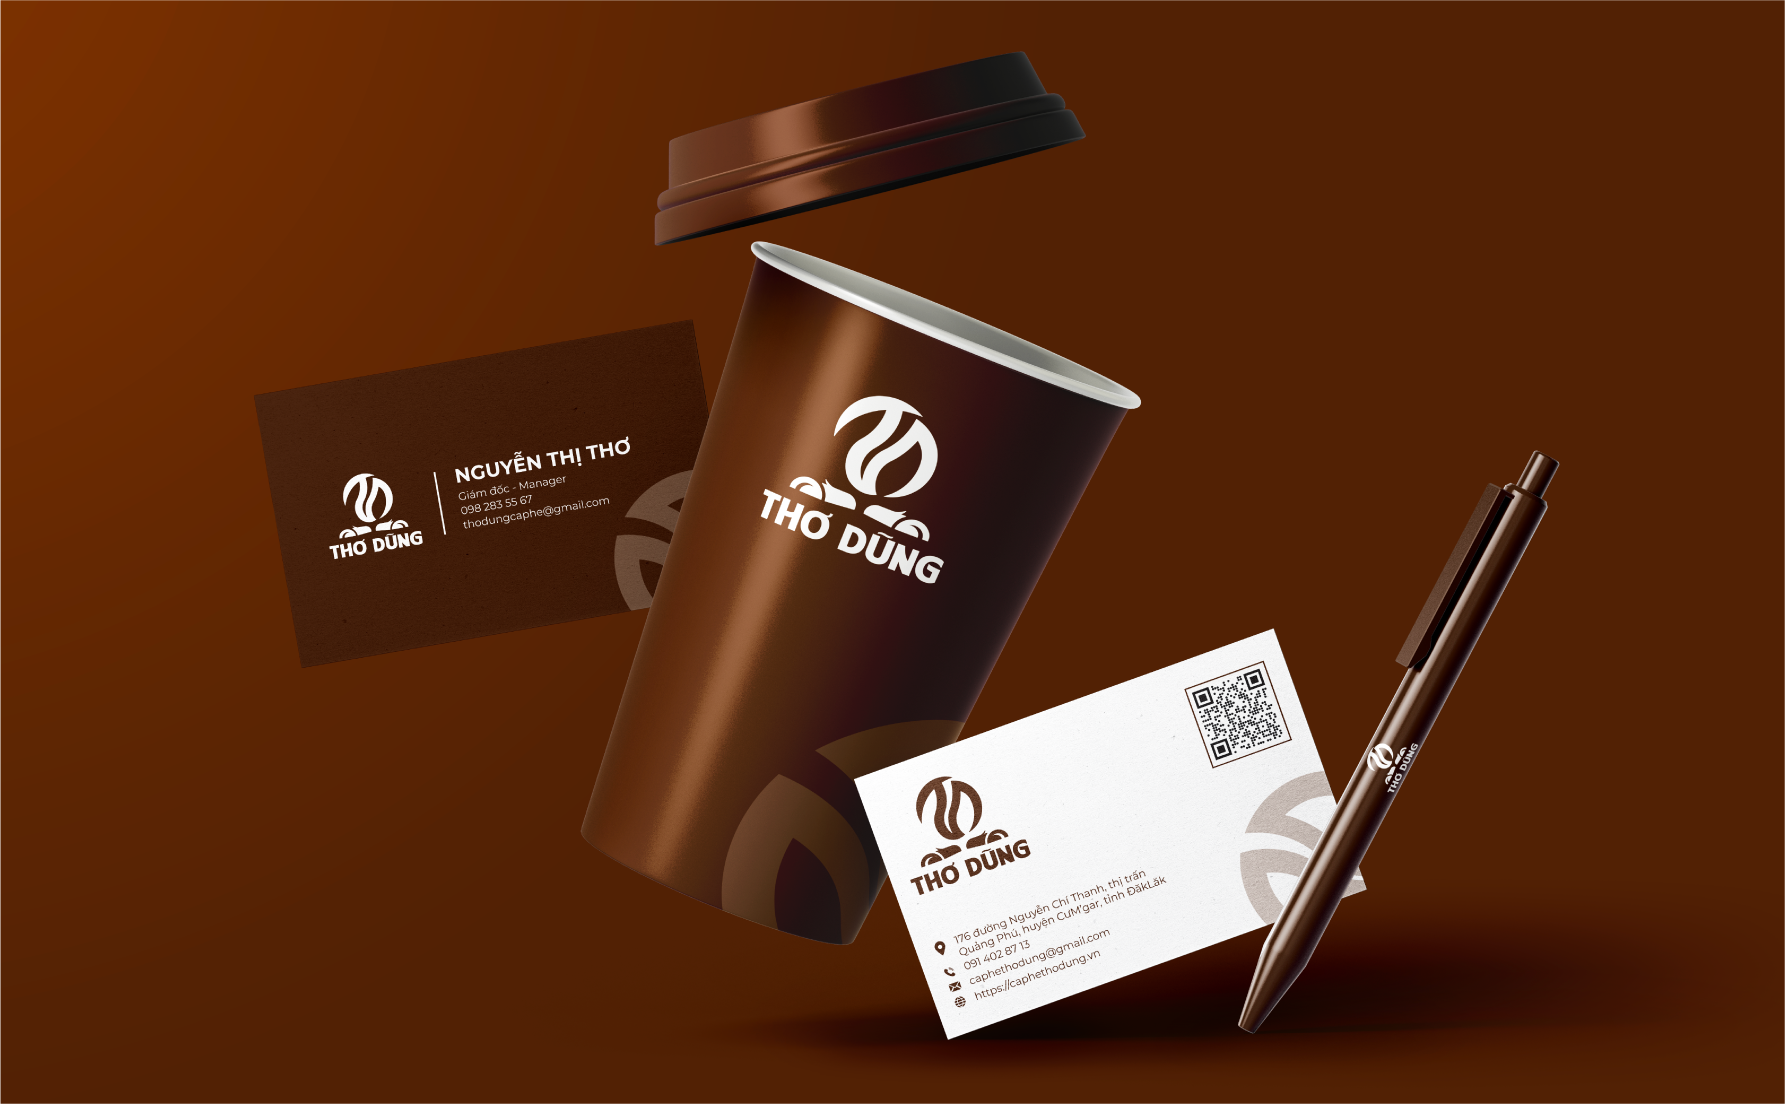 THƠ DŨNG
NGUYỄN THỊ THƠ
Giám đốc - Manager
098 283 55 67
thodungcaphe@gmail.com
THƠ DŨNG
THƠ DŨNG
176 đường Nguyễn Chí Thanh, thị trấn
Quảng Phú, huyện CưM'gar, tỉnh ĐăkLăk
091 402 87 13
caphethodung@gmail.com
https://caphethodung.vn
THƠ DŨNG